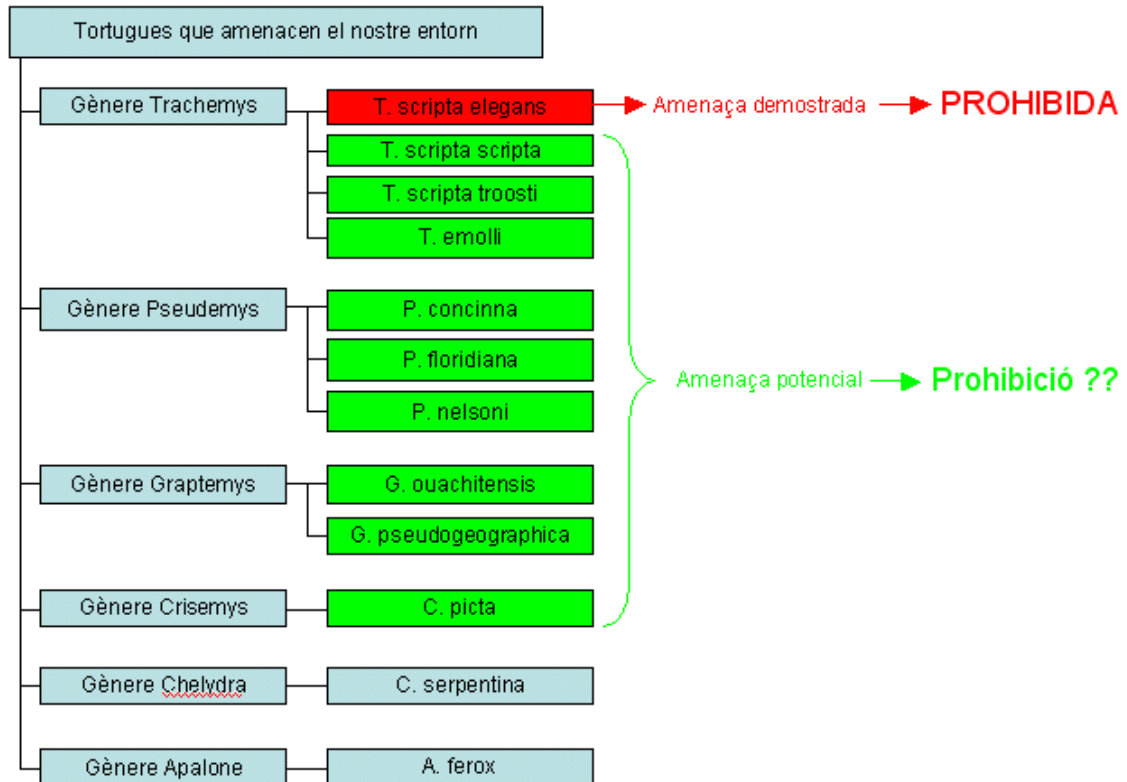 Tortugues que amenacen el nostre entorn
Gènere Trachemys
T. scripta elegans
Amenaça demostrada
PROHIBIDA
T. scripta scripta
T. scripta troosti
T. emolli
Gènere Pseudemys
P. concinna
P. floridiana
P. nelsoni
Amenaça potencial
Prohibició ??
Gènere Graptemys
G. ouachitensis
G. pseudogeographica
Gènere Crisemys
C. picta
Gènere Chelydra
C. serpentina
Gènere Apalone
A. ferox